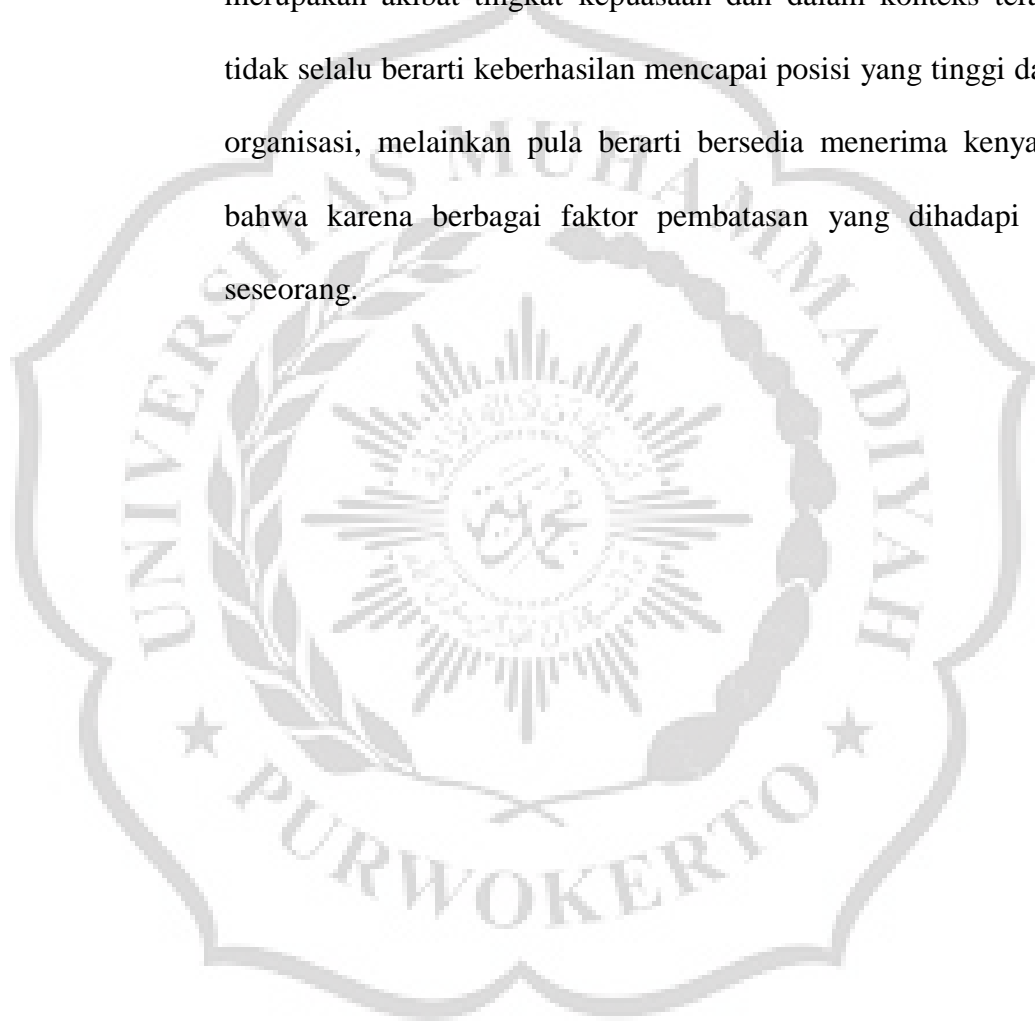 merupakan akibat tingkat kepuasaan dan dalam konteks
tidak selalu berarti keberhasilan mencapai posisi yang tinggi
organisasi, melainkan pula berarti bersedia menerima
bahwa karena berbagai faktor pembatasan yang dihadapi
seseorang.
UNIVERSITAS MUHAMMADIYAH
PURWOKERTO